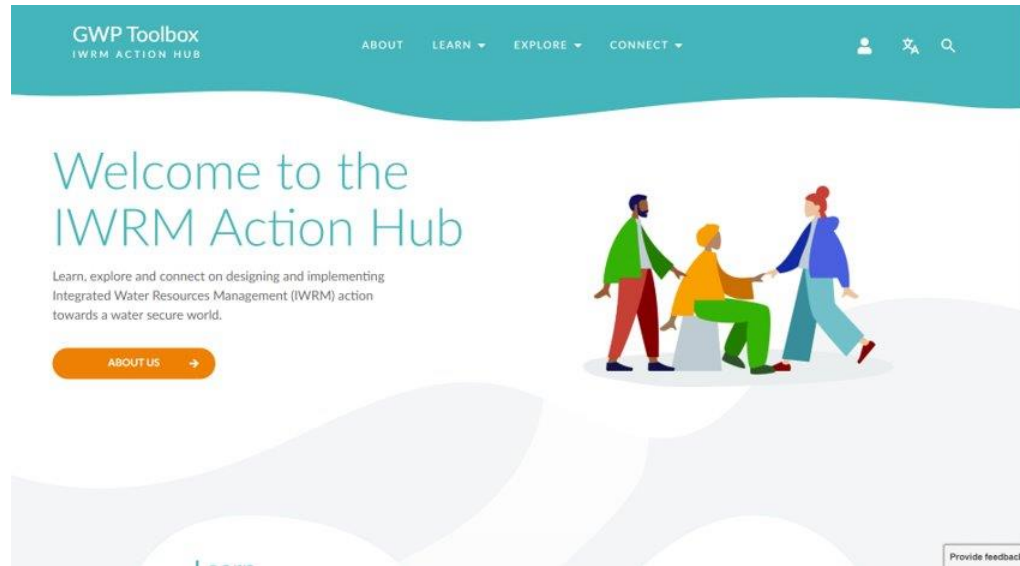 GWP Toolbox
IWRM ACTION HUB
ABOUT
LEARN
EXPLORE
CONNECT
Welcome to the
IWRM Action Hub
Learn, explore and connect on designing and implementing
Integrated Water Resources Management (IWRM) action
towards a water secure world.
ABOUT US
Learn
Provide feedback